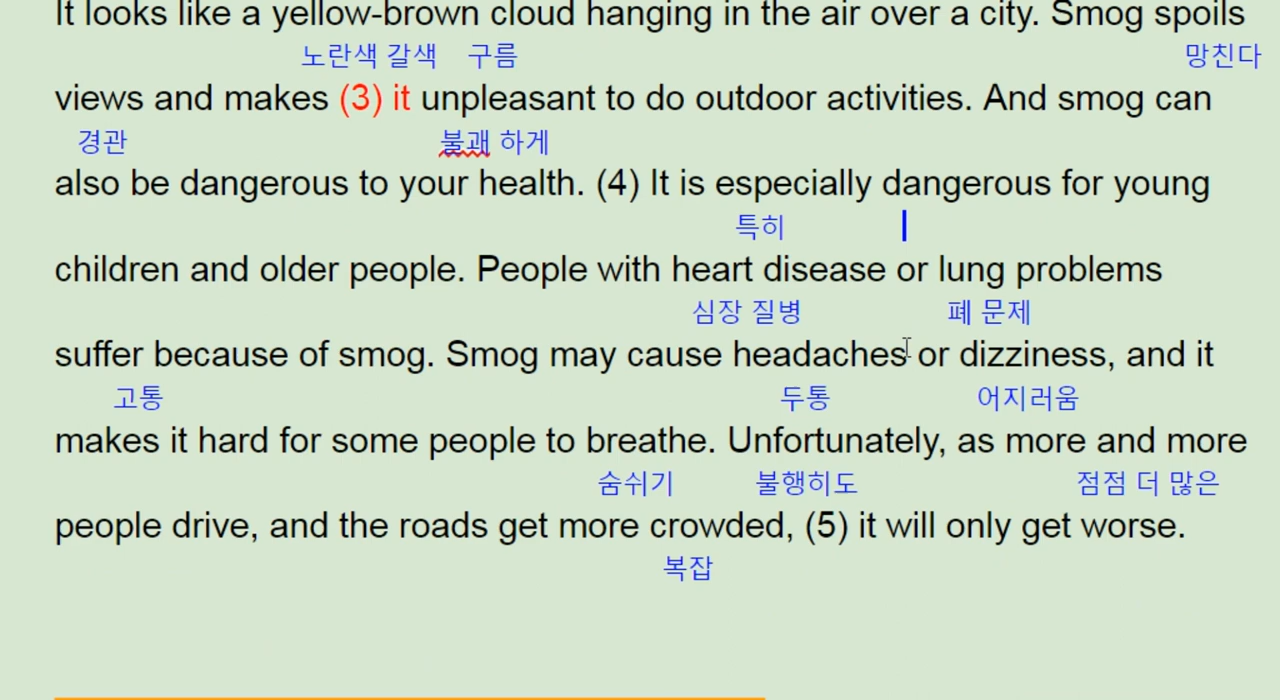 It looks like a yellow-brown cloud hanging in the air over a city. Smog spoils
노란색 갈색 구름 망친다
views and makes (3) it unpleasant to do outdoor activities. And smog can
경관 불괘 하게
also be dangerous to your health. (4) It is especially dangerous for young
특히
children and older people. People with heart disease or lung problems
심장 질병 폐 문제
suffer because of smog. Smog may cause headaches or dizziness, and it
고통 두통 어지러움
makes it hard for some people to breathe. Unfortunately, as more and more
숨쉬기 불행히도 점점 더 많은
people drive, and the roads get more crowded, (5) it will only get worse.
복잡